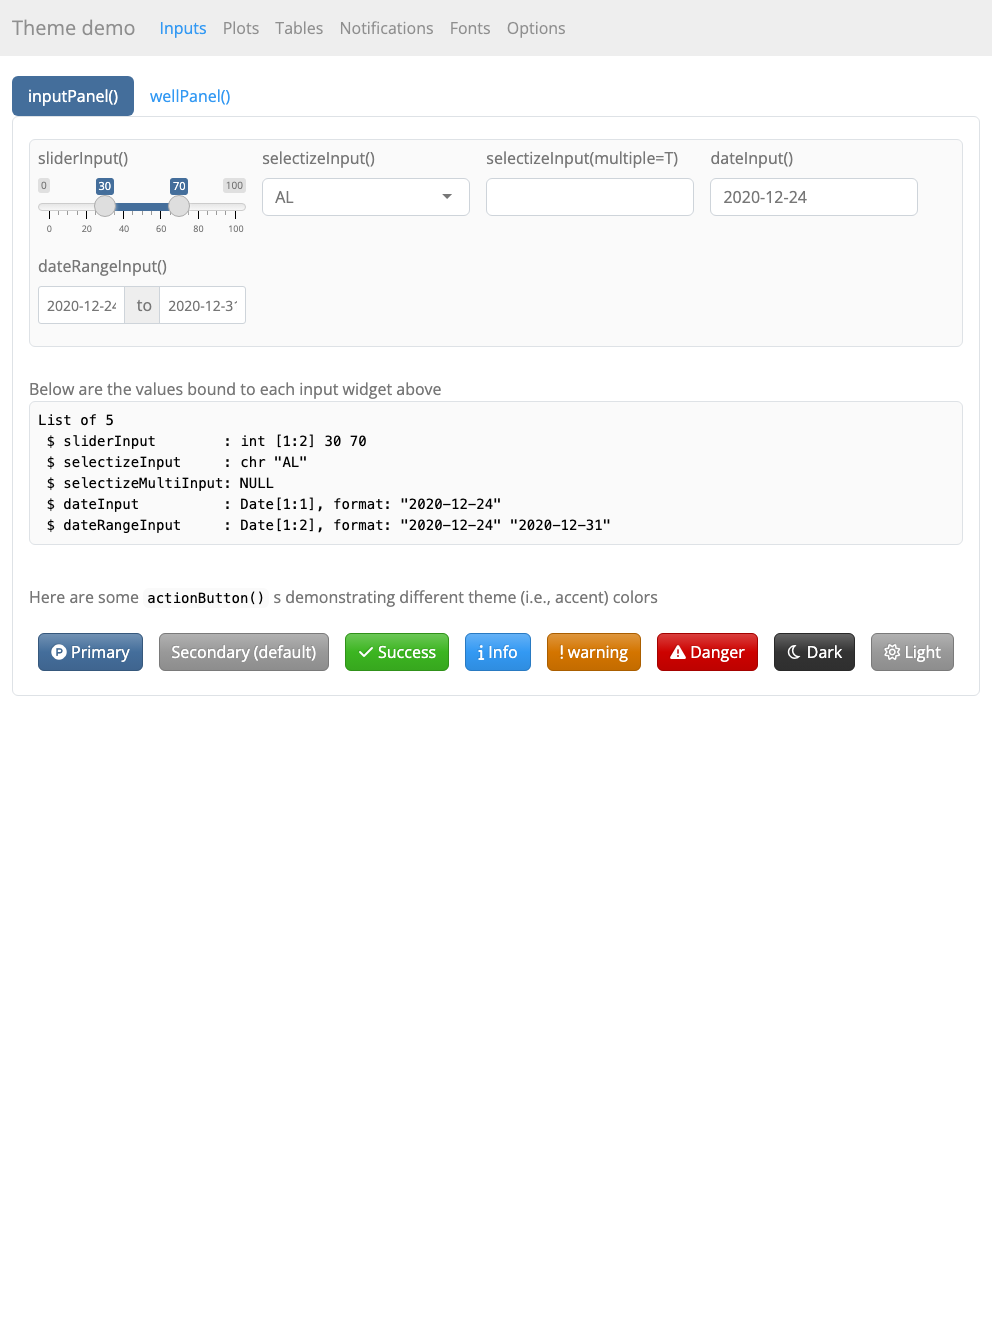 Theme demo Inputs Plots Tables Notifications Fonts Options
inputPanel() wellPanel()
sliderInput() selectizeInput() selectizeInput(multiple=T) dateInput()
0 30 70 100
AL 2020-12-24
0 20 40 60 80 100
dateRangeInput()
2020-12-24 to 2020-12-31
Below are the values bound to each input widget above
List of 5
$ sliderInput : int [1:2] 30 70
$ selectizeInput : chr "AL"
$ selectizeMultiInput: NULL
$ dateInput : Date[1:1], format: "2020-12-24"
$ dateRangeInput : Date[1:2], format: "2020-12-24" "2020-12-31"
Here are some actionButton() s demonstrating different theme (i.e., accent) colors
Primary Secondary (default) Success Info warning Danger Dark Light